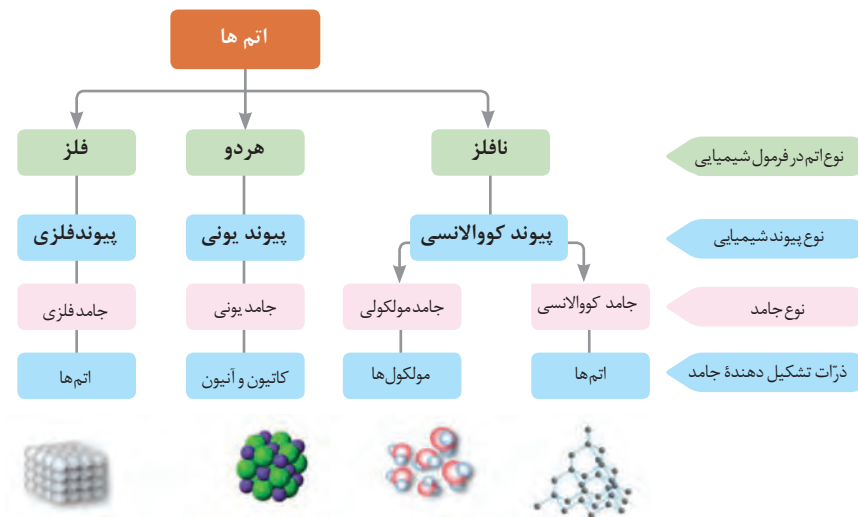 اتم ها
نوع اتم در فرمول شیمیایی
نافلز
هردو
فلز
نوع پیوند شیمیایی
پیوند کووالانسی
پیوند یونی
پیوندفلزی
نوع جامد
جامد کووالانسی
جامدمولکولی
جامد یونی
جامد فلزی
ذرّات تشکیل دهندهٔ جامد
اتم‌ها
مولکول‌ها
کاتیون و آنیون
اتم‌ها